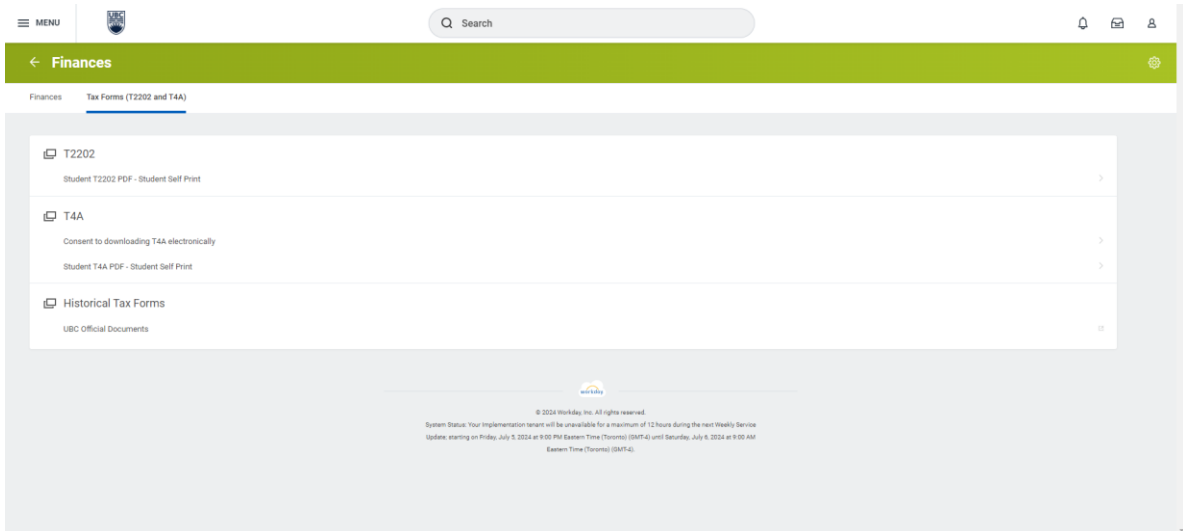 MENU
UBC
Search
Finances
Finances
Tax Forms (T2202 and T4A)
T2202
Student T2202 PDF - Student Self Print
T4A
Consent to downloading T4A electronically
Student T4A PDF - Student Self Print
Historical Tax Forms
UBC Official Documents
workday
© 2024 Workday, Inc. All rights reserved.
System Status: Your Implementation tenant will be unavailable for a maximum of 12 hours during the next Weekly Service
Update; starting on Friday, July 5, 2024 at 9:00 PM Eastern Time (Toronto) (GMT-4) until Saturday, July 6, 2024 at 9:00 AM
Eastern Time (Toronto) (GMT-4).